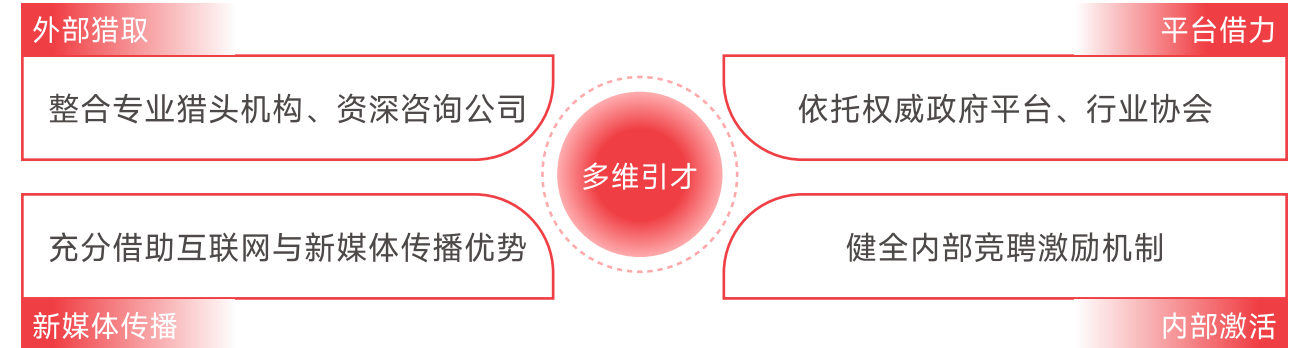 外部猎取
整合专业猎头机构、资深咨询公司
平台借力
依托权威政府平台、行业协会
多维引才
充分借助互联网与新媒体传播优势
新媒体传播
健全内部竞聘激励机制
内部激活